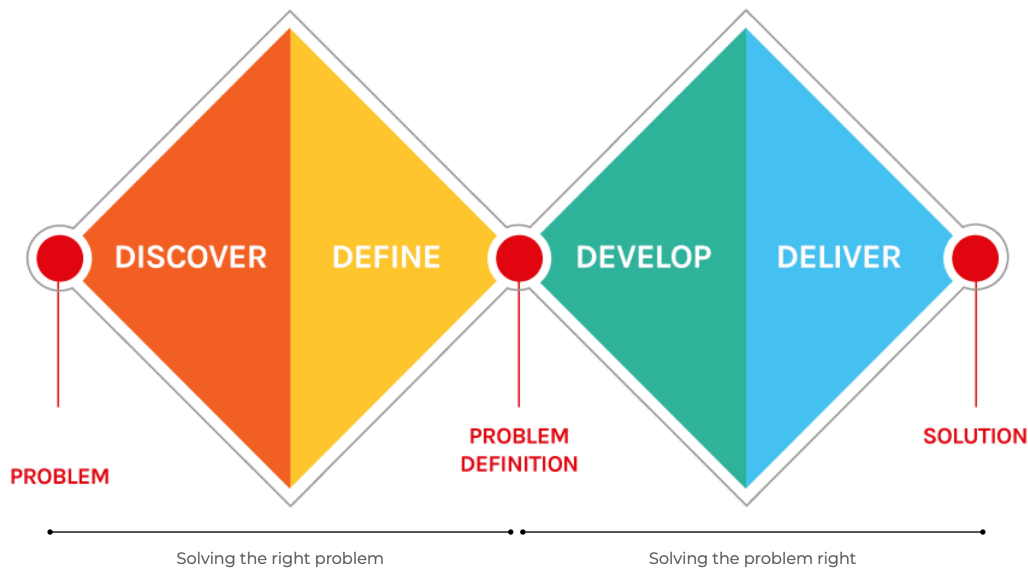 DISCOVER
DEFINE
DEVELOP
DELIVER
PROBLEM
PROBLEM
DEFINITION
SOLUTION
Solving the right problem
Solving the problem right